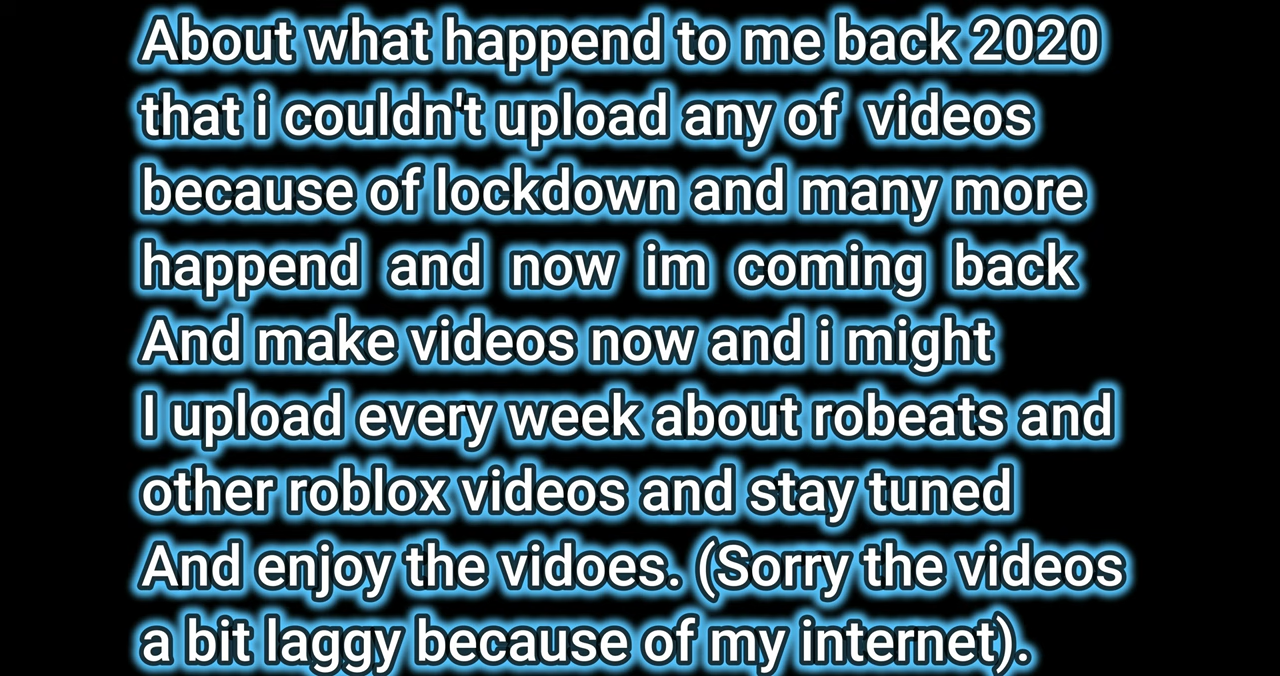 About what happend to me back 2020
that i couldn't upload any of videos
because of lockdown and many more
happend and now im coming back
And make videos now and i might
I upload every week about robeats and
other roblox videos and stay tuned
And enjoy the vidoes. (Sorry the videos
a bit laggy because of my internet).